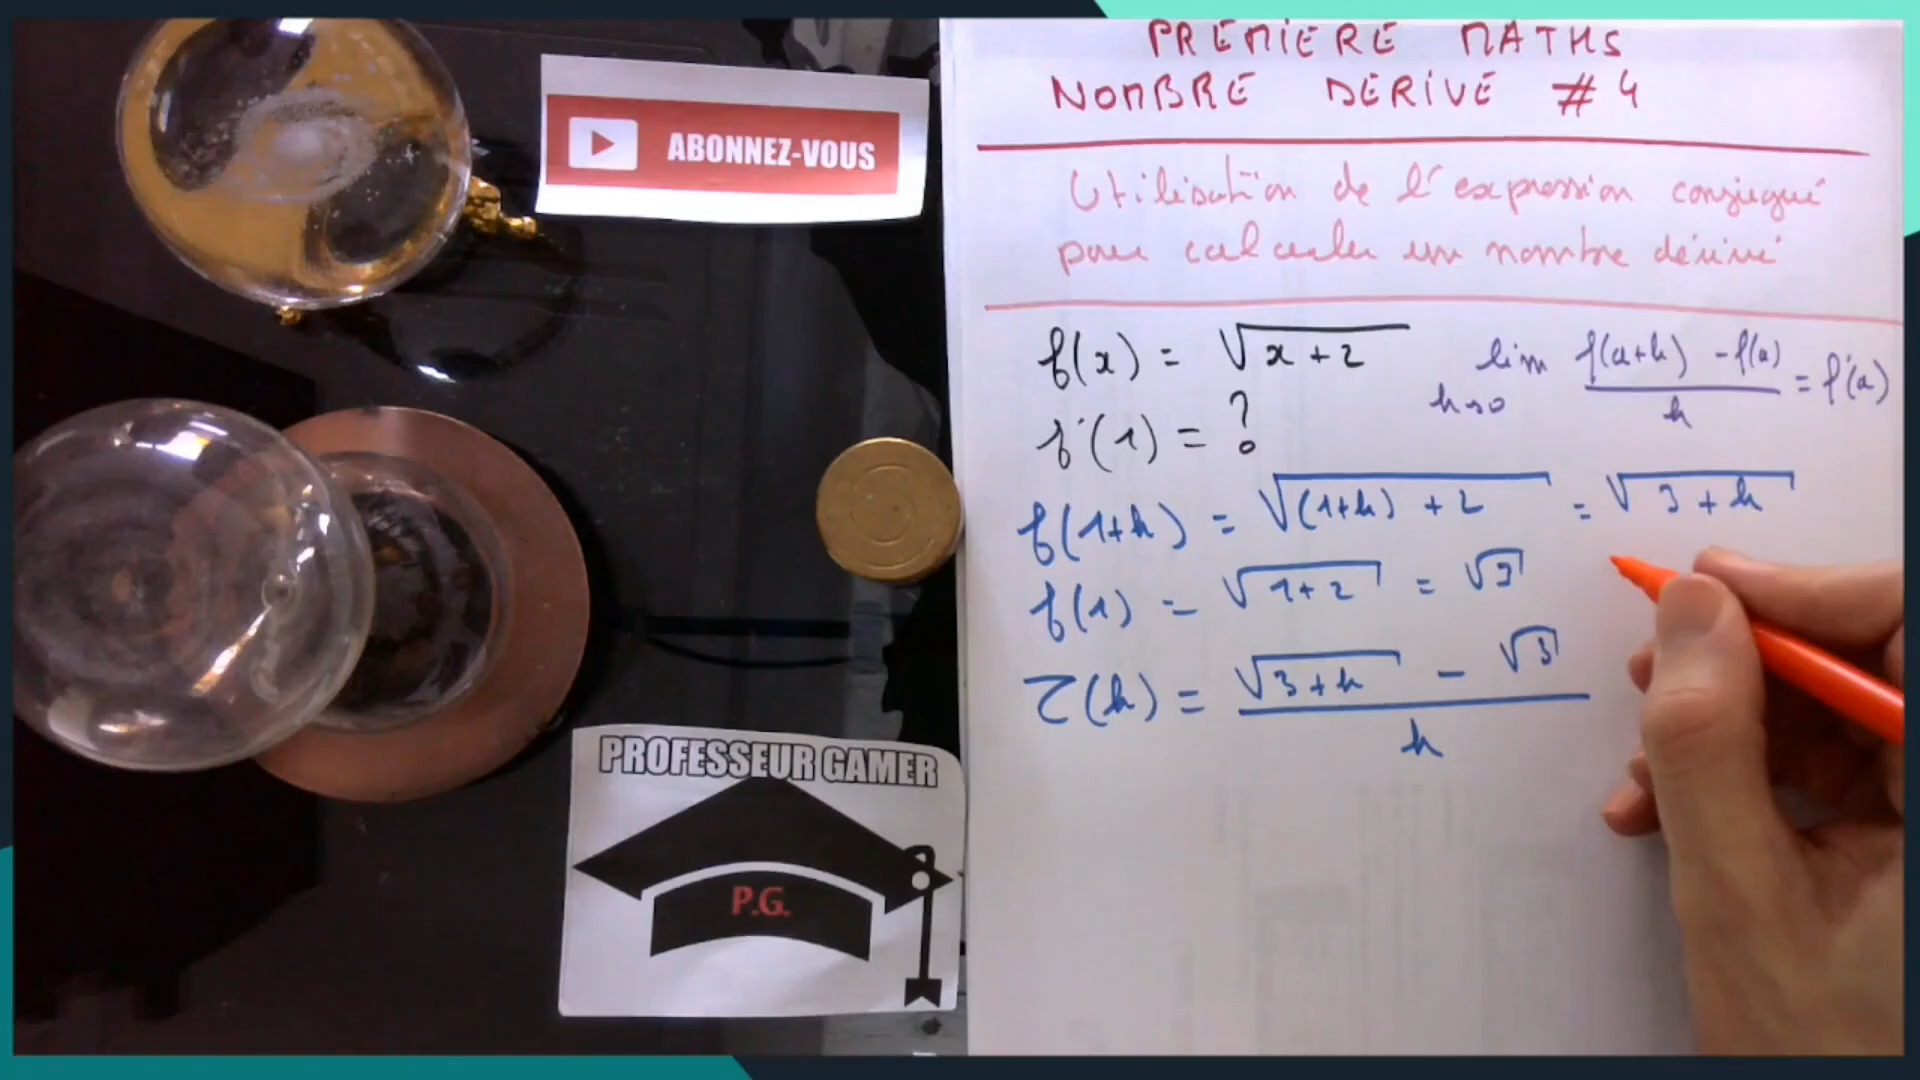 ABONNEZ-VOUS
PROFESSEUR GAMER
P.G.
PREMIERE MATHS
NOMBRE DERIVE #4
Utilisation de l'expression conjugué
pour calculer un nombre dérivé
f(x) = √(x+2)
lim h→0 (f(a+h) - f(a))/h = f'(a)
f'(1) = ?
f(1+h) = √((1+h)+2) = √(3+h)
f(1) = √(1+2) = √3
τ(h) = (√(3+h) - √3)/h